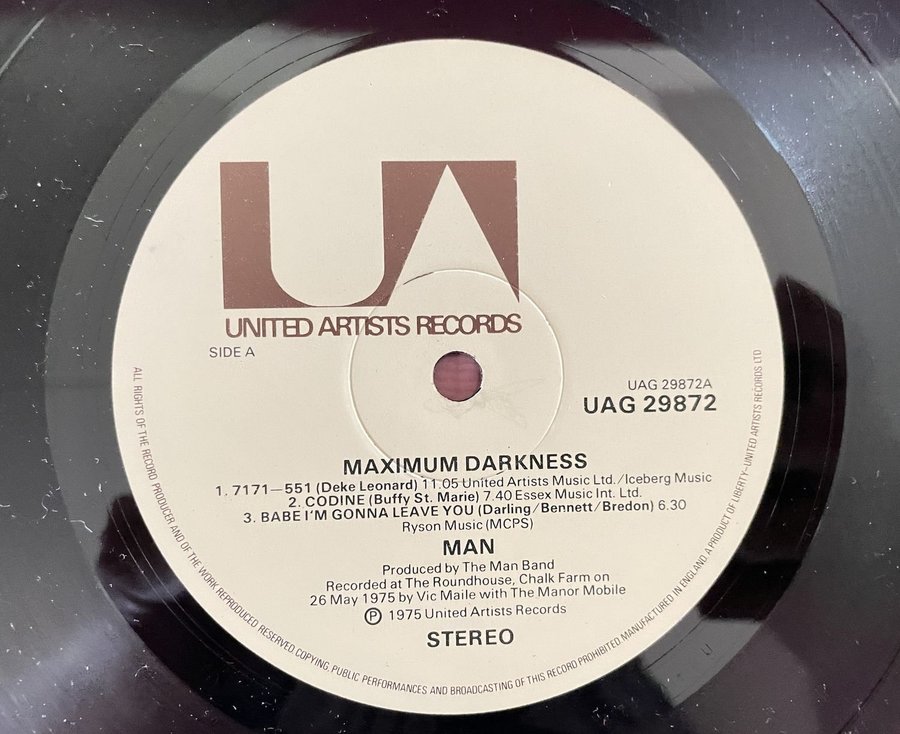 UA
UNITED ARTISTS RECORDS
SIDE A
UAG 29872A
UAG 29872
MAXIMUM DARKNESS
1. 7171—551 (Deke Leonard) 11.05 United Artists Music Ltd./Iceberg Music
2. CODINE (Buffy St. Marie) 7.40 Essex Music Int. Ltd.
3. BABE I'M GONNA LEAVE YOU (Darling/Bennett/Bredon) 6.30
Ryson Music (MCPS)
MAN
Produced by The Man Band
Recorded at The Roundhouse, Chalk Farm on
26 May 1975 by Vic Maile with The Manor Mobile
Ⓟ 1975 United Artists Records
STEREO
ALL RIGHTS OF THE RECORD PRODUCER AND OF THE WORK REPRODUCED RESERVED COPYING, PUBLIC PERFORMANCES AND BROADCASTING OF THIS RECORD PROHIBITED MANUFACTURED IN ENGLAND A PRODUCT OF LIBERTY—UNITED ARTISTS RECORDS LTD